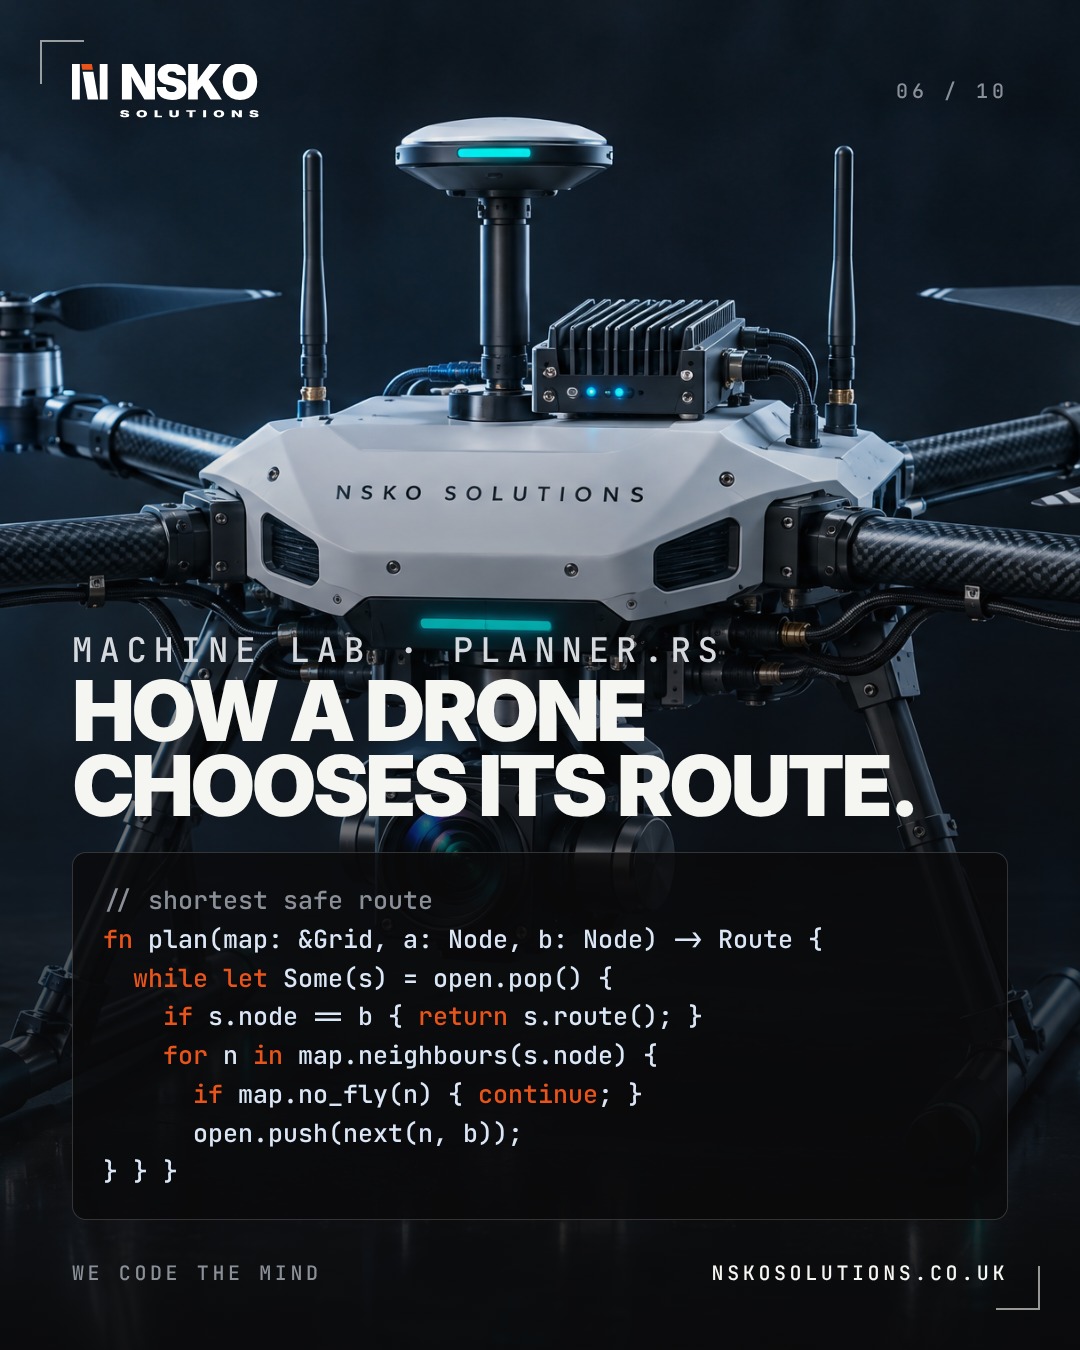 NSKO
SOLUTIONS
06 / 10
NSKO SOLUTIONS
MACHINE LAB · PLANNER.RS
HOW A DRONE
CHOOSES ITS ROUTE.
// shortest safe route
fn plan(map: &Grid, a: Node, b: Node) -> Route {
  while let Some(s) = open.pop() {
    if s.node == b { return s.route(); }
    for n in map.neighbours(s.node) {
      if map.no_fly(n) { continue; }
      open.push(next(n, b));
} } }
WE CODE THE MIND
NSKOSOLUTIONS.CO.UK